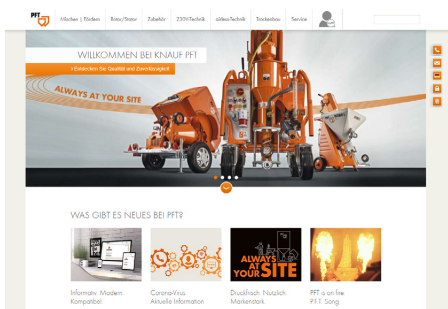 PFT
Mischen | Fördern Rotor/Stator Zubehör 230V-Technik airless-Technik Trockenbau Service
WILLKOMMEN BEI KNAUF PFT
› Entdecken Sie Qualität und Zuverlässigkeit
ALWAYS AT YOUR SITE
WAS GIBT ES NEUES BEI PFT?
ALWAYS
AT
YOUR SITE
Informativ. Modern.
Kompatibel.
Corona-Virus
Aktuelle Information
Druckfrisch. Nützlich.
Markenstark.
PFT is on fire
P.F.T. Song